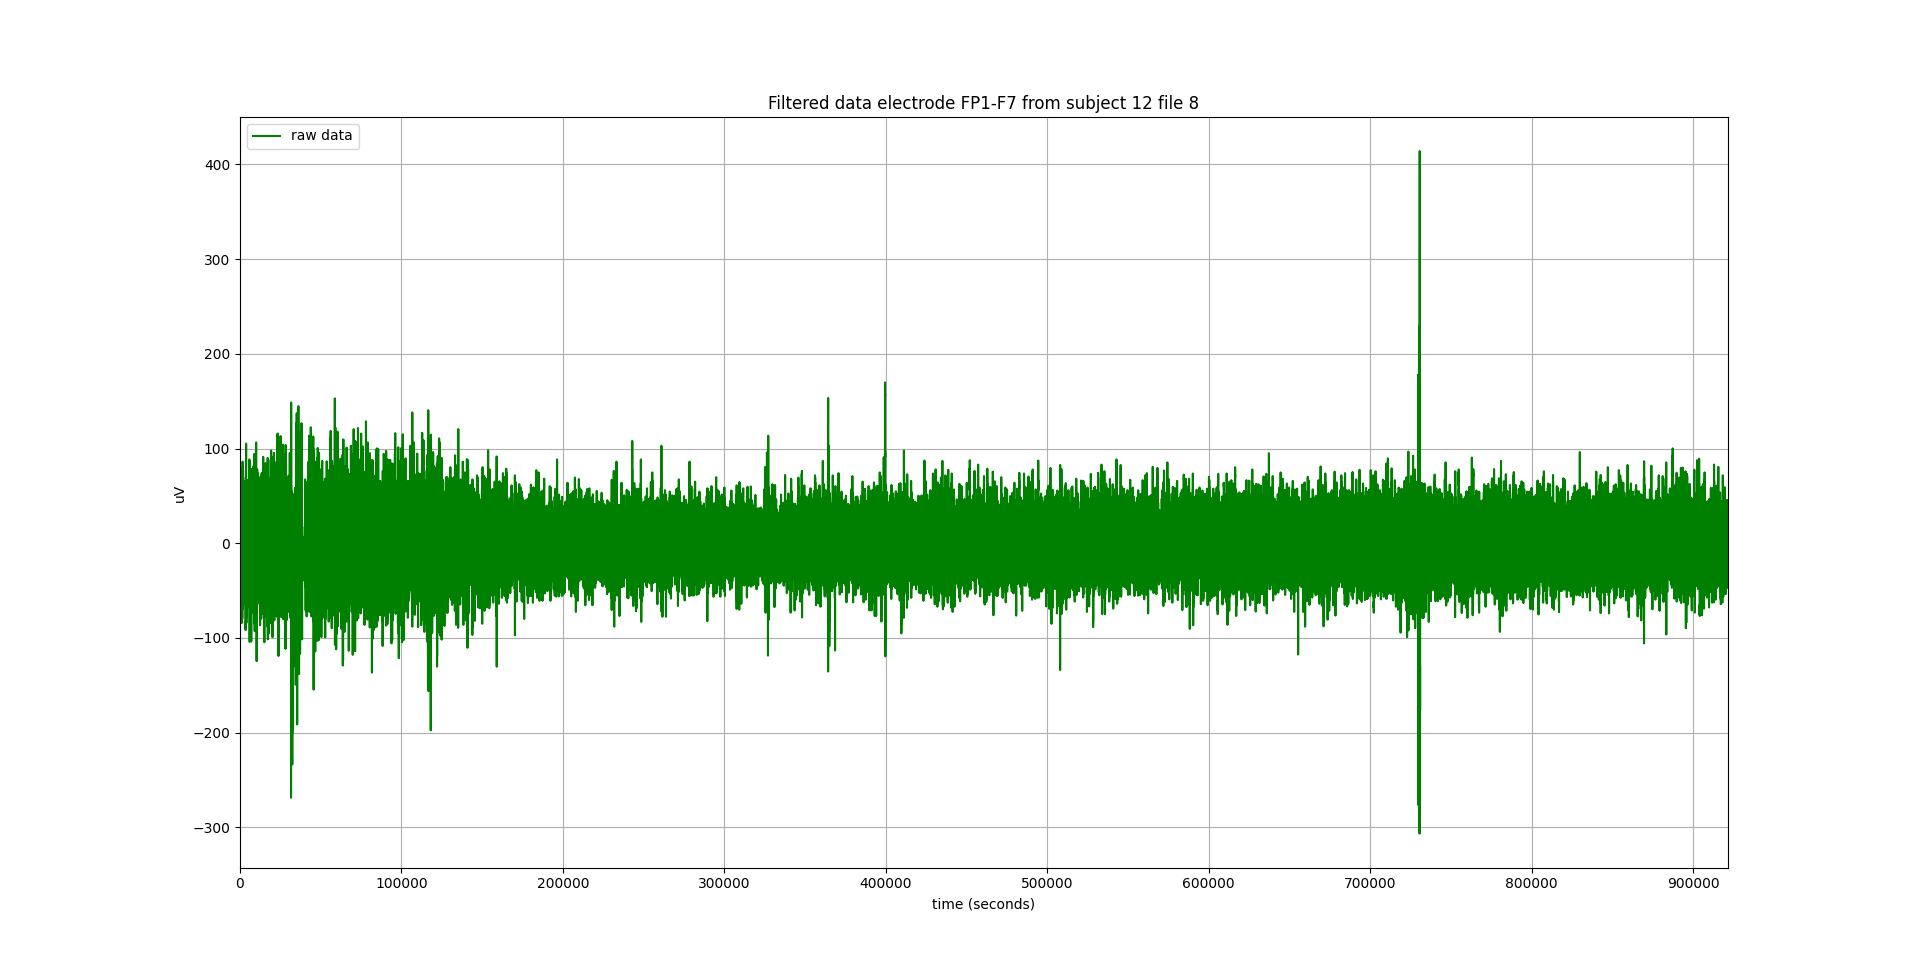 Filtered data electrode FP1-F7 from subject 12 file 8
raw data
400
300
200
100
0
−100
−200
−300
uV
0 100000 200000 300000 400000 500000 600000 700000 800000 900000
time (seconds)